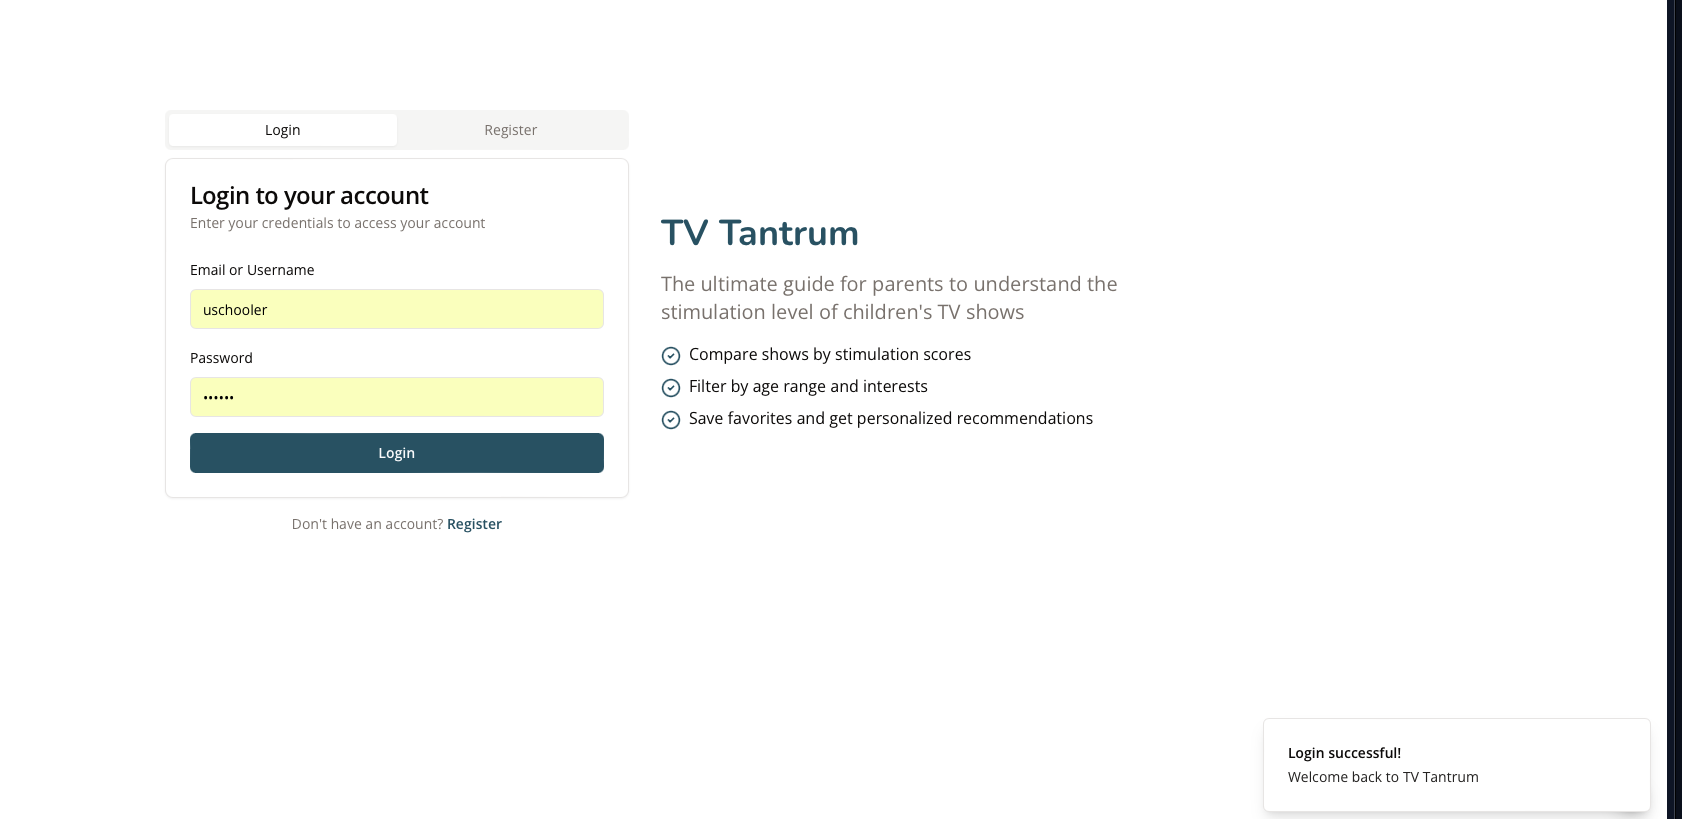 Login
Register
Login to your account
Enter your credentials to access your account
Email or Username
uschooler
Password
••••••
Login
Don't have an account? Register
TV Tantrum
The ultimate guide for parents to understand the
stimulation level of children's TV shows
Compare shows by stimulation scores
Filter by age range and interests
Save favorites and get personalized recommendations
Login successful!
Welcome back to TV Tantrum